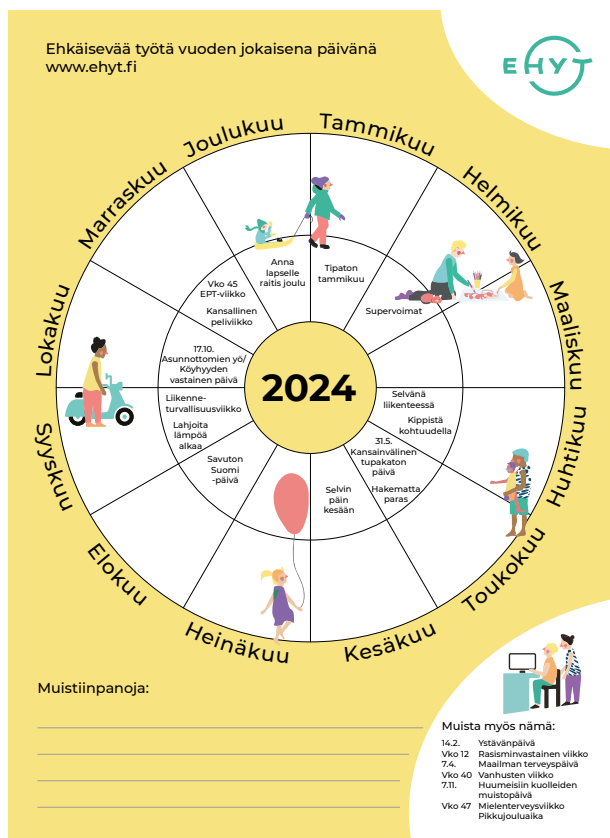 Ehkäisevää työtä vuoden jokaisena päivänä
www.ehyt.fi
EHYT
Tammikuu
Helmikuu
Maaliskuu
Huhtikuu
Toukokuu
Kesäkuu
Heinäkuu
Elokuu
Syyskuu
Lokakuu
Marraskuu
Joulukuu
Tipaton
tammikuu
Supervoimat
Selvänä
liikenteessä
Kippistä
kohtuudella
31.5.
Kansainvälinen
tupakaton
päivä
Hakematta
paras
Selvin
päin
kesään
Savuton
Suomi
-päivä
Liikenne-
turvallisuusviikko
Lahjoita
lämpöä
alkaa
17.10.
Asunnottomien yö/
Köyhyyden
vastainen päivä
Vko 45
EPT-viikko
Kansallinen
peliviikko
Anna
lapselle
raitis joulu
2024
Muistiinpanoja:
Muista myös nämä:
14.2. Ystävänpäivä
Vko 12 Rasisminvastainen viikko
7.4. Maailman terveyspäivä
Vko 40 Vanhusten viikko
7.11. Huumeisiin kuolleiden
muistopäivä
Vko 47 Mielenterveysviikko
Pikkujouluaika